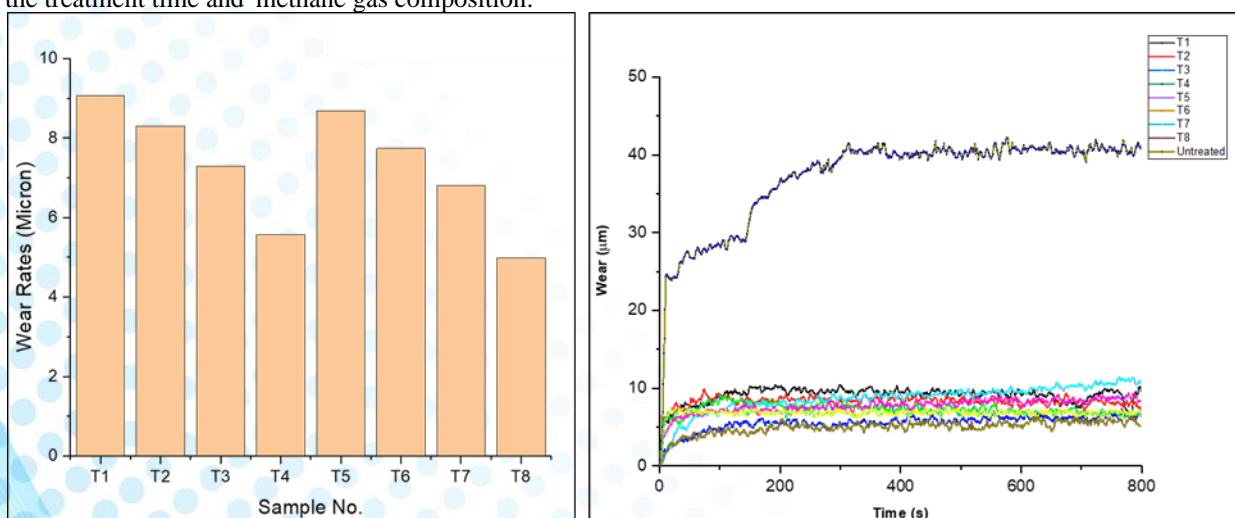 the treatment time and methane gas composition.
10
8
6
4
2
0
Wear Rates (Micron)
T1 T2 T3 T4 T5 T6 T7 T8
Sample No.
50
40
30
20
10
0
Wear (µm)
0 200 400 600 800
Time (s)
T1
T2
T3
T4
T5
T6
T7
T8
Untreated